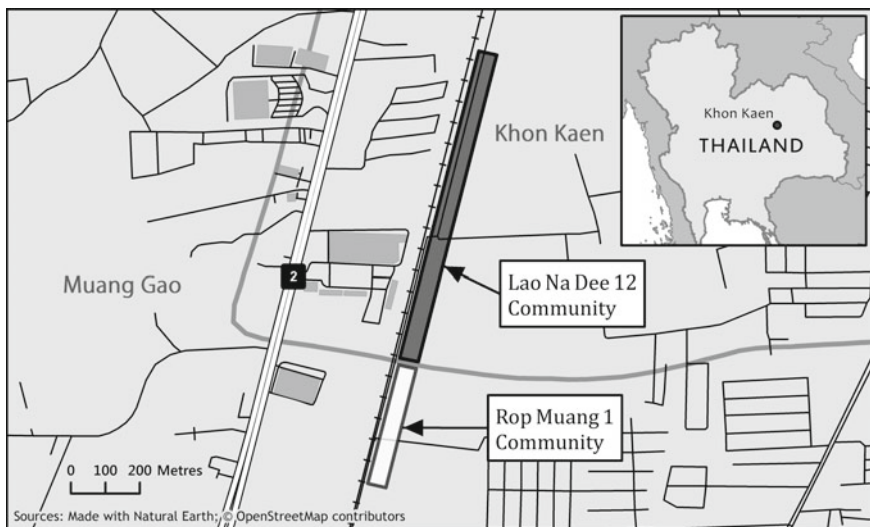 Khon Kaen
Khon Kaen
THAILAND
Muang Gao
2
Lao Na Dee 12
Community
Rop Muang 1
Community
0 100 200 Metres
Sources: Made with Natural Earth; © OpenStreetMap contributors